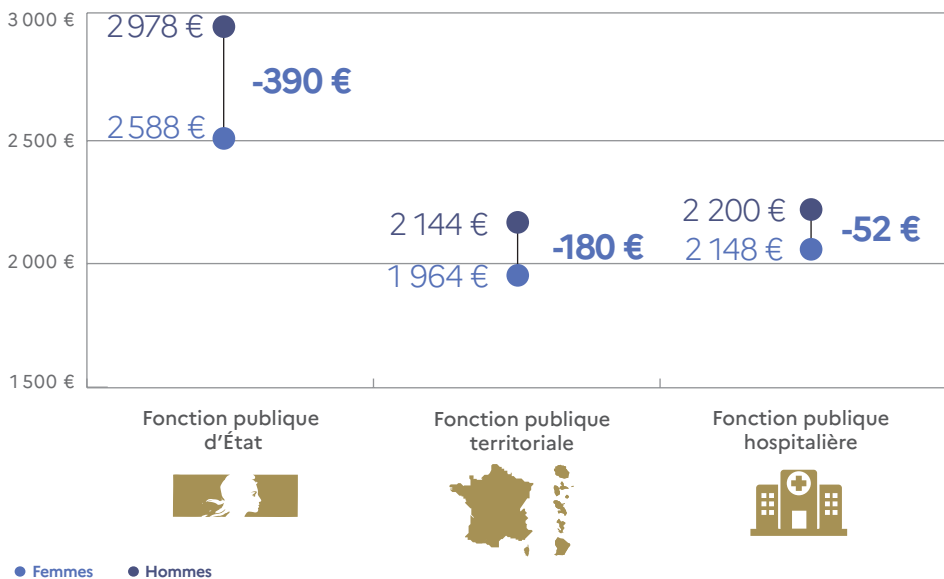 3 000 €
2 978 €
-390 €
2 588 €
2 500 €
2 144 €
-180 €
1 964 €
2 200 €
-52 €
2 148 €
2 000 €
1 500 €
Fonction publique
d'État
Fonction publique
territoriale
Fonction publique
hospitalière
Femmes
Hommes